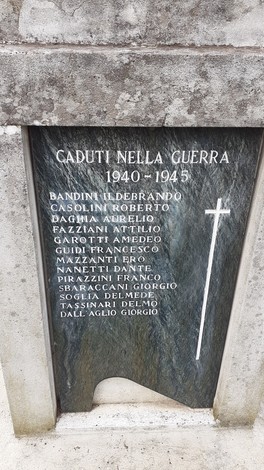 CADUTI NELLA GUERRA
1940-1945
BANDINI ILDEBRANDO
CASOLINI ROBERTO
DAGHIA AURELIO
FAZZIANI ATTILIO
GAROTTI AMEDEO
GUIDI FRANCESCO
MAZZANTI ERO
NANETTI DANTE
PIRAZZINI FRANCO
SBARACCANI GIORGIO
SOGLIA DELMEDE
TASSINARI DELMO
DALL'AGLIO GIORGIO